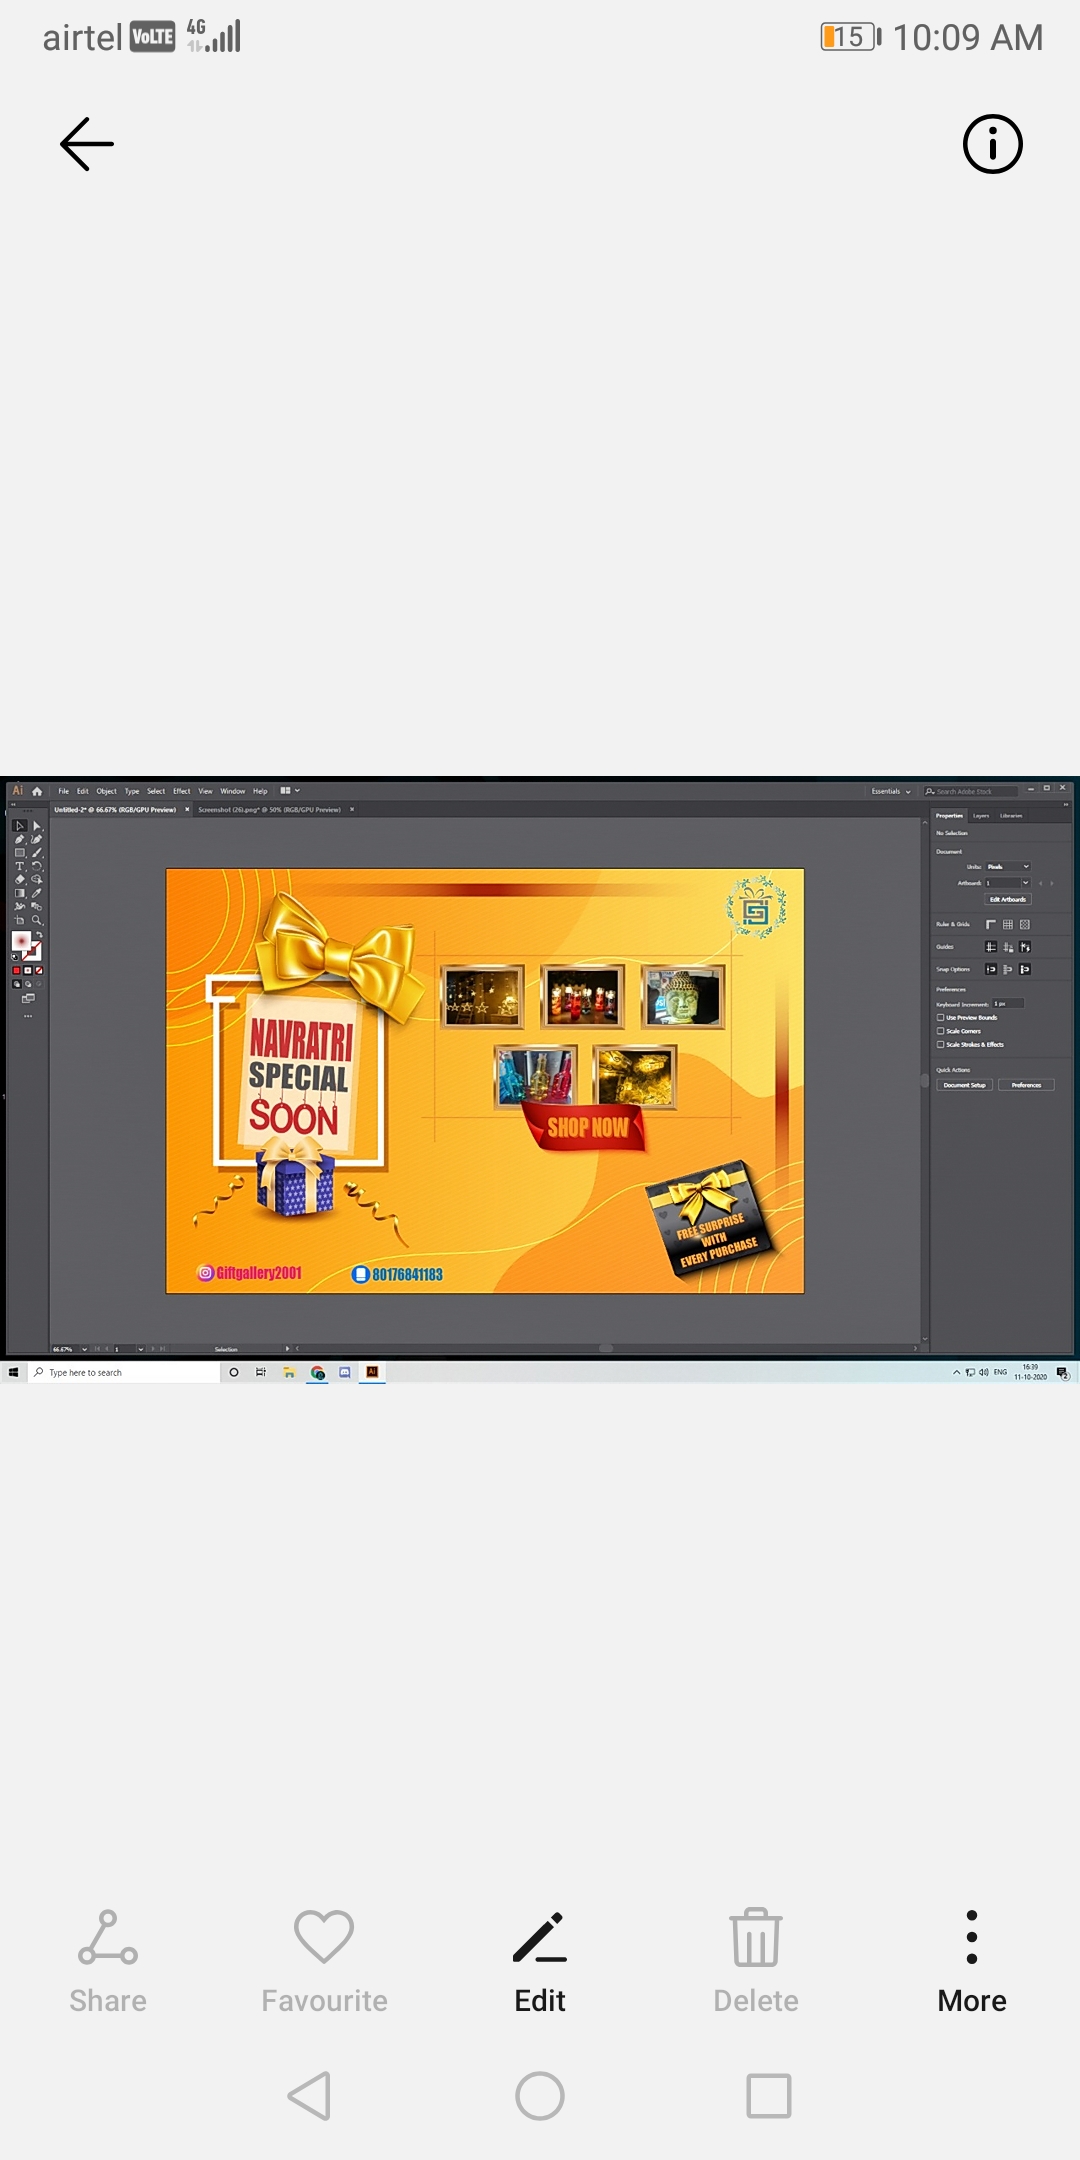 airtel VoLTE 4G 15 10:09 AM
Ai File Edit Object Type Select Effect View Window Help Essentials Search Adobe Stock
Untitled-2* @ 66.67% (RGB/GPU Preview) × Screenshot (26).png* @ 50% (RGB/GPU Preview) ×
Properties Layers Libraries
No Selection
Document
Units: Pixels
Artboard: 1
Edit Artboards
Ruler & Grids
Guides
Snap Options
Preferences
Keyboard Increment: 1 px
Use Preview Bounds
Scale Corners
Scale Strokes & Effects
Quick Actions
Document Setup Preferences
NAVRATRI
SPECIAL
SOON
SHOP NOW
FREE SURPRISE
WITH
EVERY PURCHASE
Giftgallery2001 80176841183
66.67% 1 Selection
Type here to search
Ai
ENG
16:39
11-10-2020
2
Share Favourite Edit Delete More